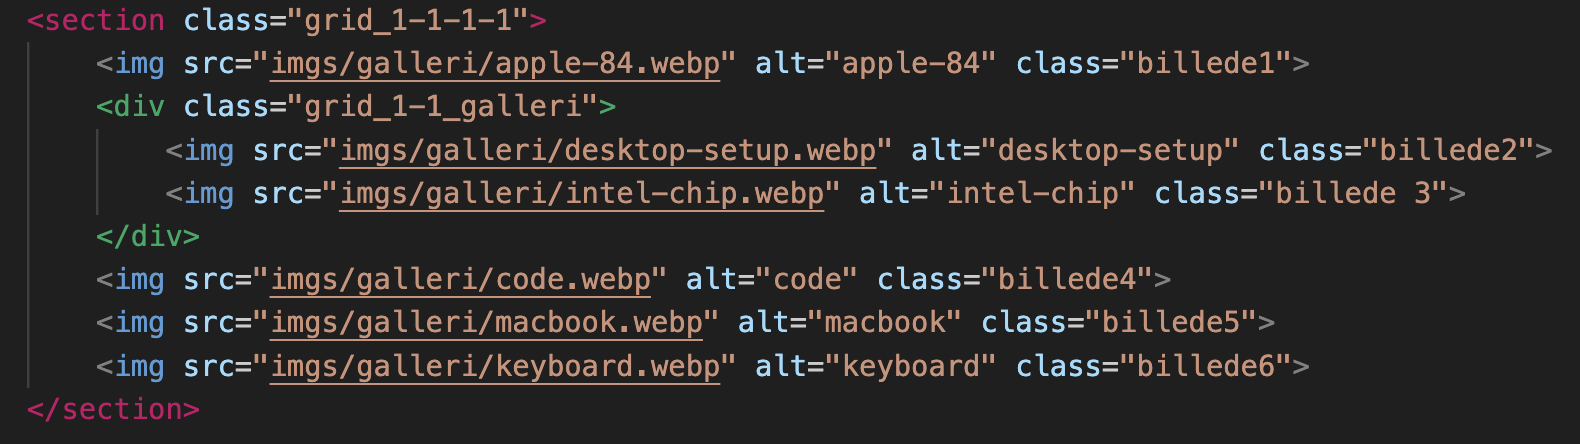 <section class="grid_1-1-1-1">
<img src="imgs/galleri/apple-84.webp" alt="apple-84" class="billede1">
<div class="grid_1-1_galleri">
<img src="imgs/galleri/desktop-setup.webp" alt="desktop-setup" class="billede2">
<img src="imgs/galleri/intel-chip.webp" alt="intel-chip" class="billede 3">
</div>
<img src="imgs/galleri/code.webp" alt="code" class="billede4">
<img src="imgs/galleri/macbook.webp" alt="macbook" class="billede5">
<img src="imgs/galleri/keyboard.webp" alt="keyboard" class="billede6">
</section>